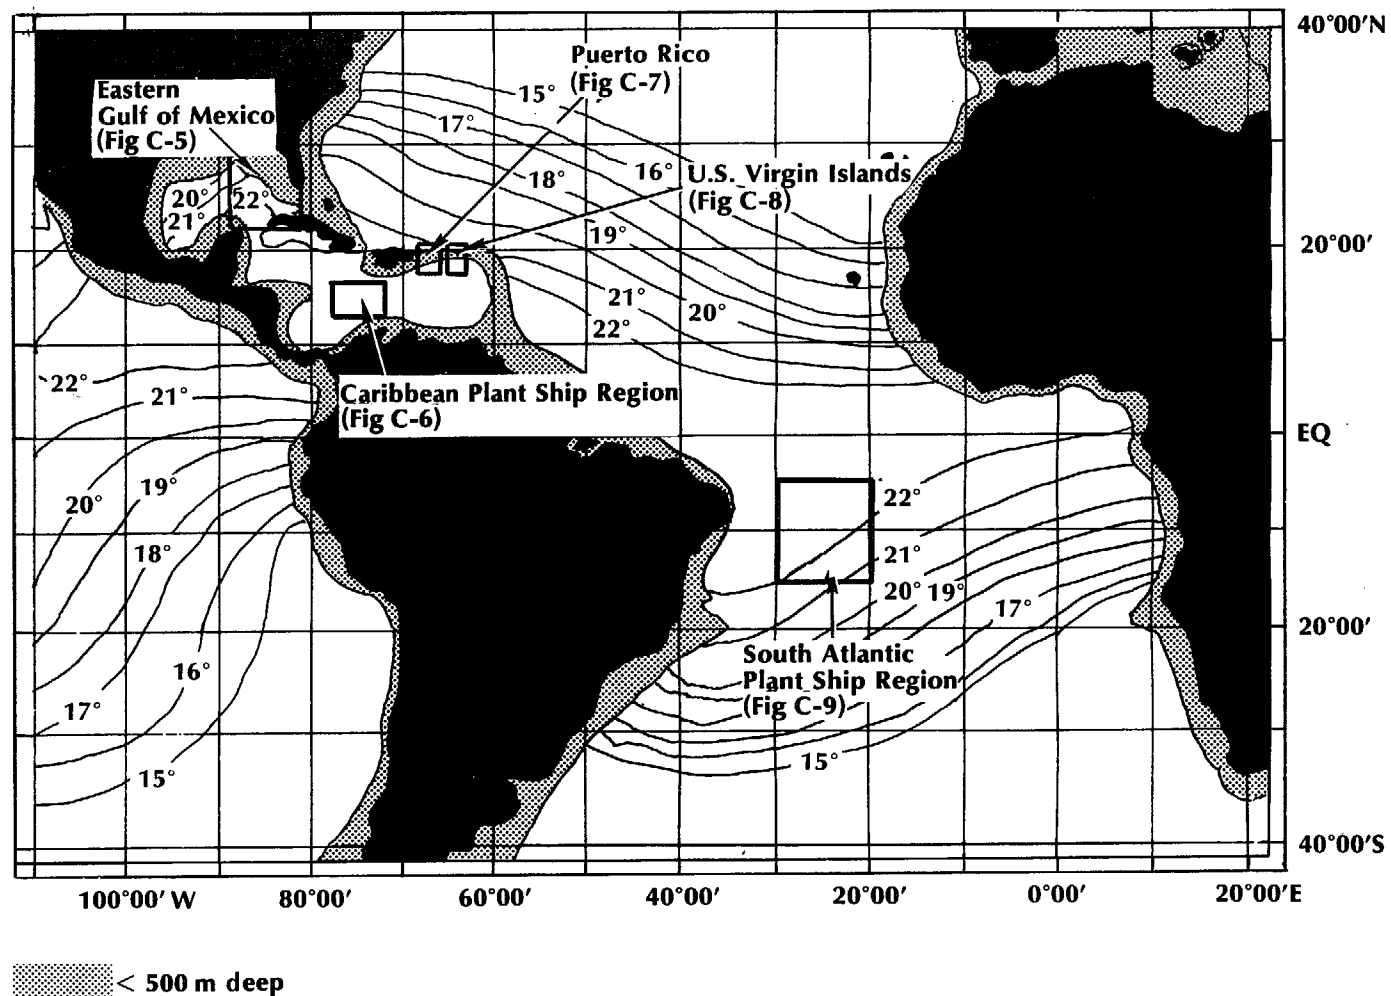 40°00'N
Puerto Rico
(Fig C-7)
Eastern
Gulf of Mexico
(Fig C-5)
15°
17°
16°
U.S. Virgin Islands
(Fig C-8)
18°
20°
22°
21°
19°
20°00'
21°
20°
22°
22°
21°
Caribbean Plant Ship Region
(Fig C-6)
EQ
19°
20°
22°
18°
21°
20°
19°
17°
20°00'
16°
South Atlantic
Plant Ship Region
(Fig C-9)
17°
15°
15°
40°00'S
100°00' W
80°00'
60°00'
40°00'
20°00'
0°00'
20°00'E
< 500 m deep